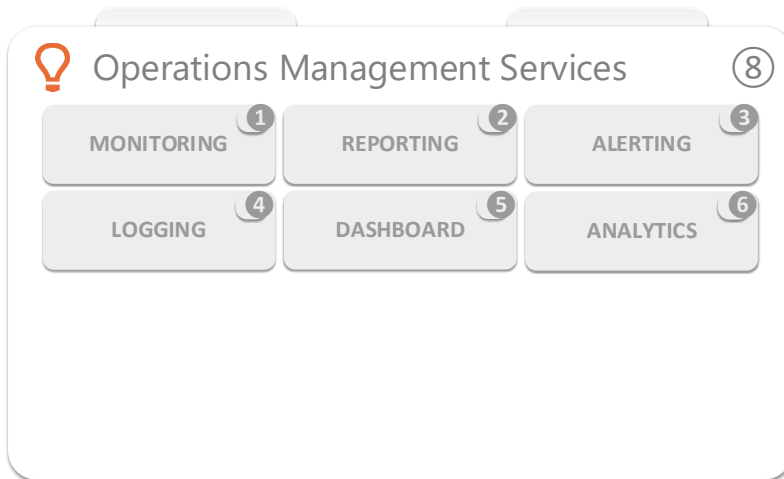 Operations Management Services ⑧
MONITORING 1
REPORTING 2
ALERTING 3
LOGGING 4
DASHBOARD 5
ANALYTICS 6